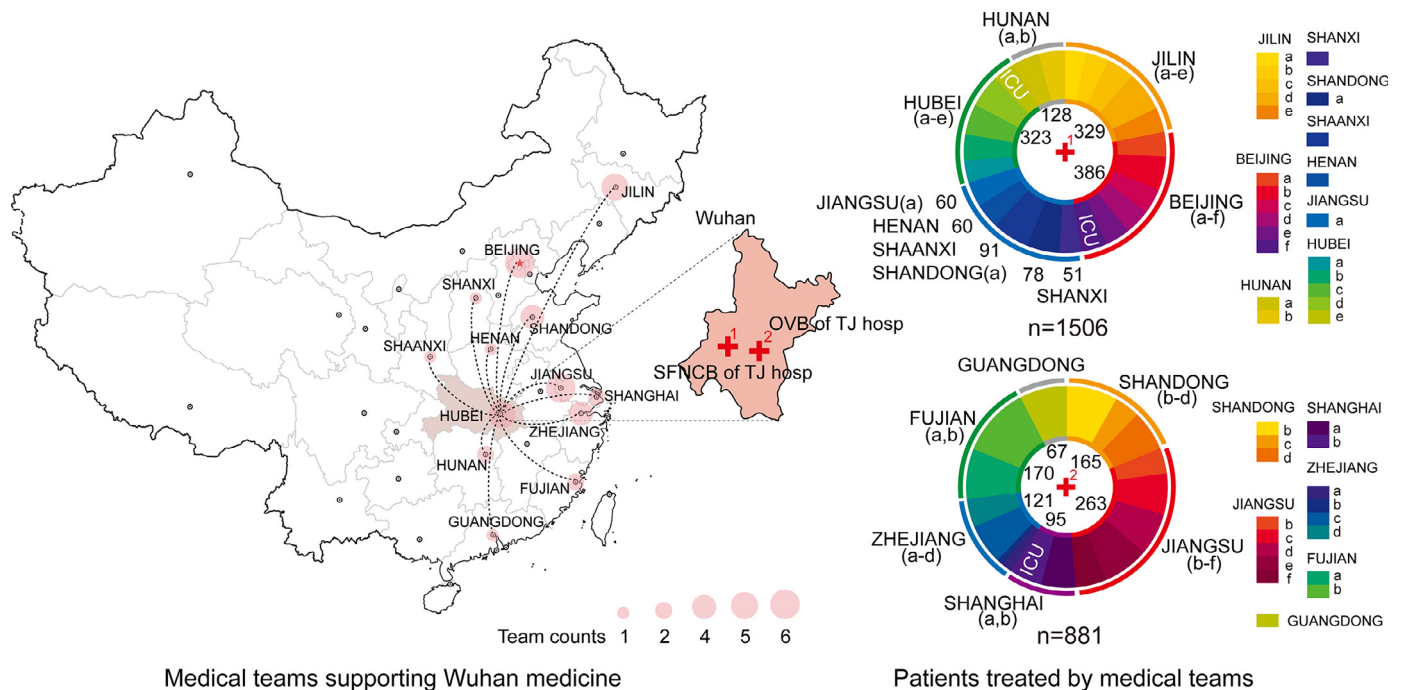 JILIN
BEIJING
SHANXI
SHANDONG
HENAN
SHAANXI
JIANGSU
SHANGHAI
HUBEI
ZHEJIANG
HUNAN
FUJIAN
GUANGDONG
Team counts 1 2 4 5 6
Medical teams supporting Wuhan medicine
Wuhan
1
2
OVB of TJ hosp
SFNCB of TJ hosp
HUNAN
(a,b)
JILIN
(a-e)
HUBEI
(a-e)
BEIJING
(a-f)
ICU
ICU
128
323
329
386
1
JIANGSU(a) 60
HENAN 60
SHAANXI 91
SHANDONG(a) 78 51
SHANXI
n=1506
JILIN
a
b
c
d
e
BEIJING
a
b
c
d
e
f
HUNAN
a
b
SHANXI
SHANDONG
a
SHAANXI
HENAN
JIANGSU
a
HUBEI
a
b
c
d
e
GUANGDONG
SHANDONG
(b-d)
FUJIAN
(a,b)
ZHEJIANG
(a-d)
JIANGSU
(b-f)
SHANGHAI
(a,b)
ICU
67
165
170
121
263
95
2
n=881
SHANDONG
b
c
d
JIANGSU
b
c
d
e
f
SHANGHAI
a
b
ZHEJIANG
a
b
c
d
FUJIAN
a
b
GUANGDONG
Patients treated by medical teams